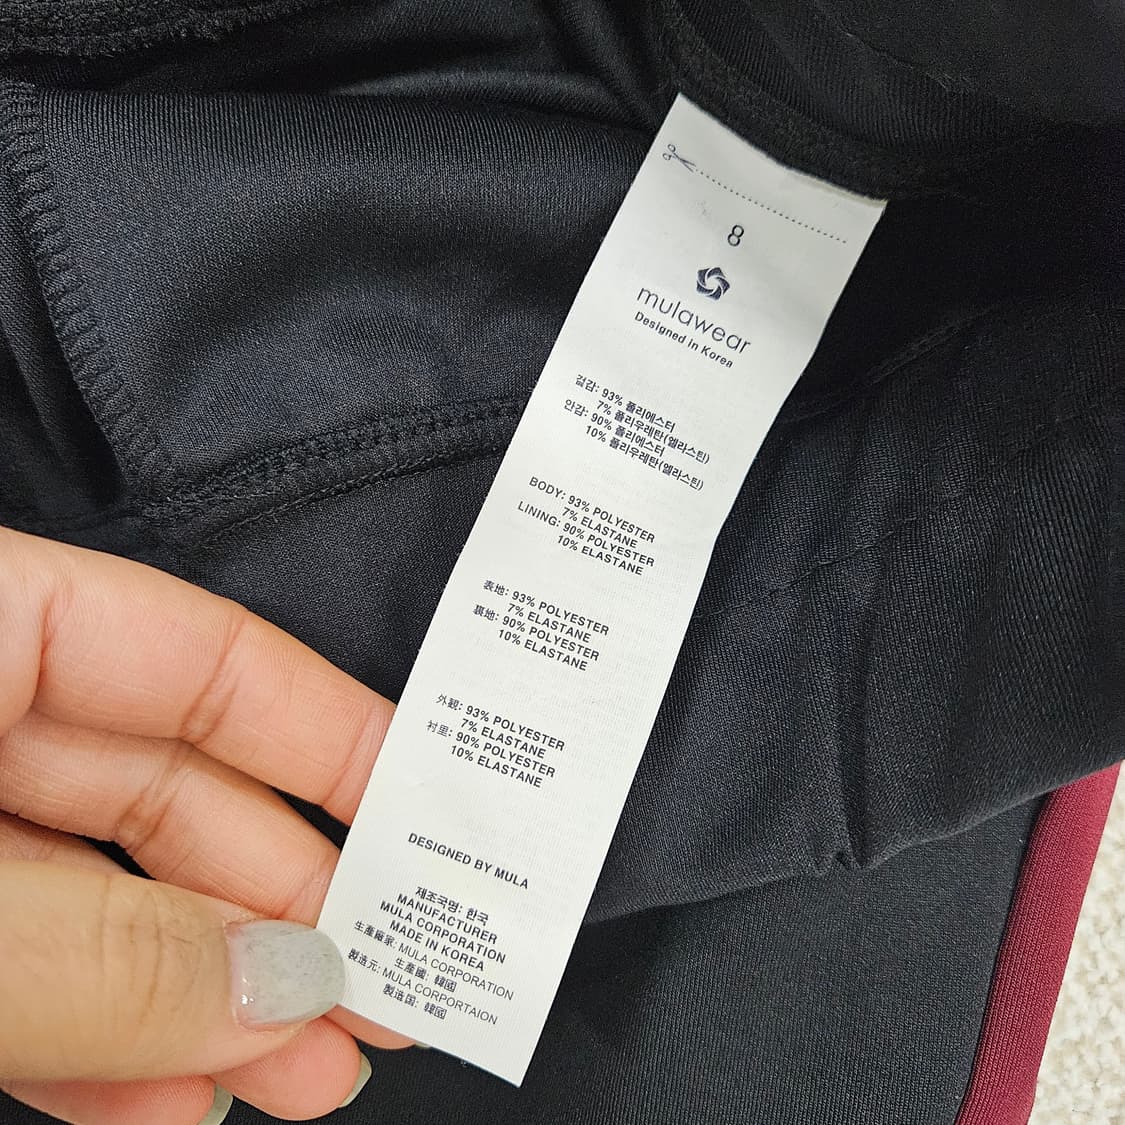 8
mulawear
Designed in Korea
겉감: 93% 폴리에스터
7% 폴리우레탄(엘라스틴)
안감: 90% 폴리에스터
10% 폴리우레탄(엘라스틴)
BODY: 93% POLYESTER
7% ELASTANE
LINING: 90% POLYESTER
10% ELASTANE
表地: 93% POLYESTER
7% ELASTANE
裏地: 90% POLYESTER
10% ELASTANE
外観: 93% POLYESTER
7% ELASTANE
衬里: 90% POLYESTER
10% ELASTANE
DESIGNED BY MULA
제조국명: 한국
MANUFACTURER
MULA CORPORATION
MADE IN KOREA
生産廠家: MULA CORPORATION
生産國: 韓國
製造元: MULA CORPORTAION
製造国: 韓國